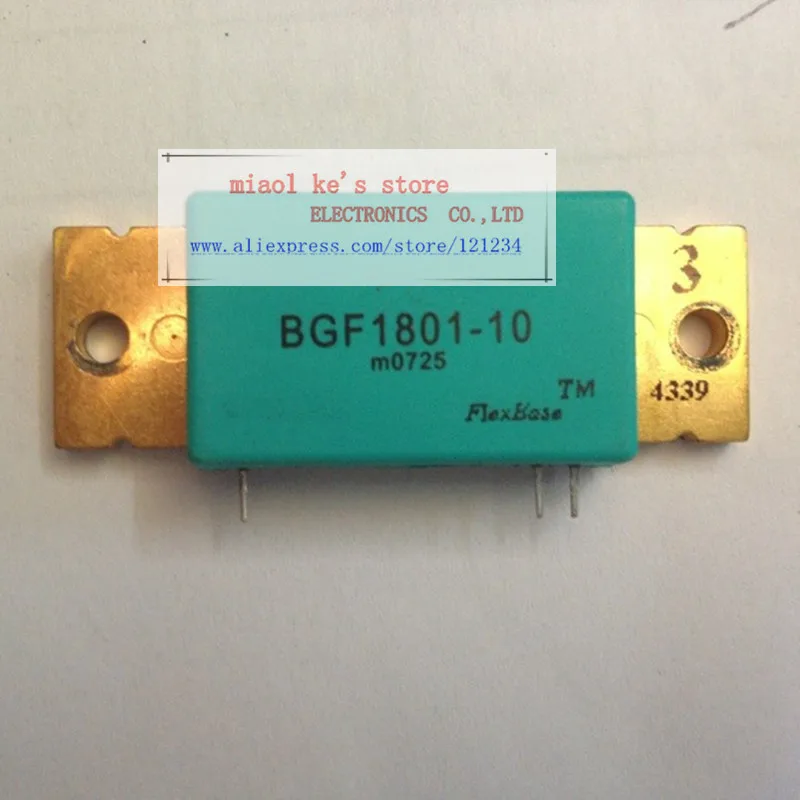 miaol ke's store
ELECTRONICS CO.,LTD
www.aliexpress.com/store/121234
3
BGF1801-10
m0725
TM
4339
FlexBase